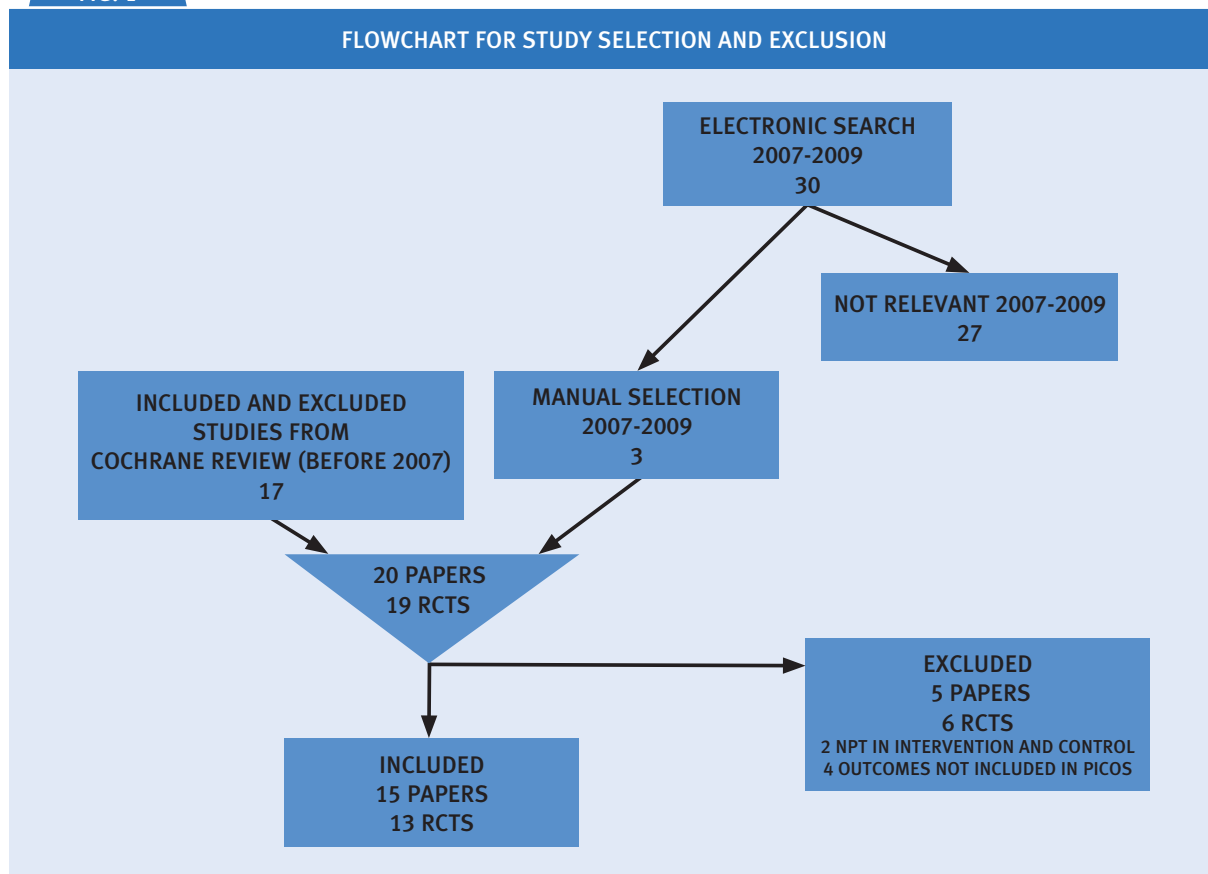 FLOWCHART FOR STUDY SELECTION AND EXCLUSION
ELECTRONIC SEARCH
2007-2009
30
NOT RELEVANT 2007-2009
27
MANUAL SELECTION
2007-2009
3
INCLUDED AND EXCLUDED
STUDIES FROM
COCHRANE REVIEW (BEFORE 2007)
17
20 PAPERS
19 RCTS
EXCLUDED
5 PAPERS
6 RCTS
2 NPT IN INTERVENTION AND CONTROL
4 OUTCOMES NOT INCLUDED IN PICOS
INCLUDED
15 PAPERS
13 RCTS